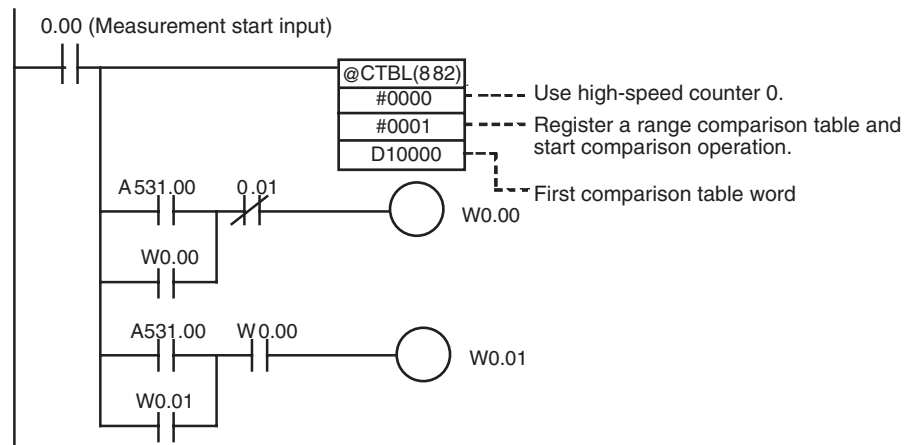 0.00 (Measurement start input)
@CTBL(882)
#0000
Use high-speed counter 0.
#0001
Register a range comparison table and
start comparison operation.
D10000
First comparison table word
A531.00
0.01
W0.00
W0.00
A531.00
W0.00
W0.01
W0.01